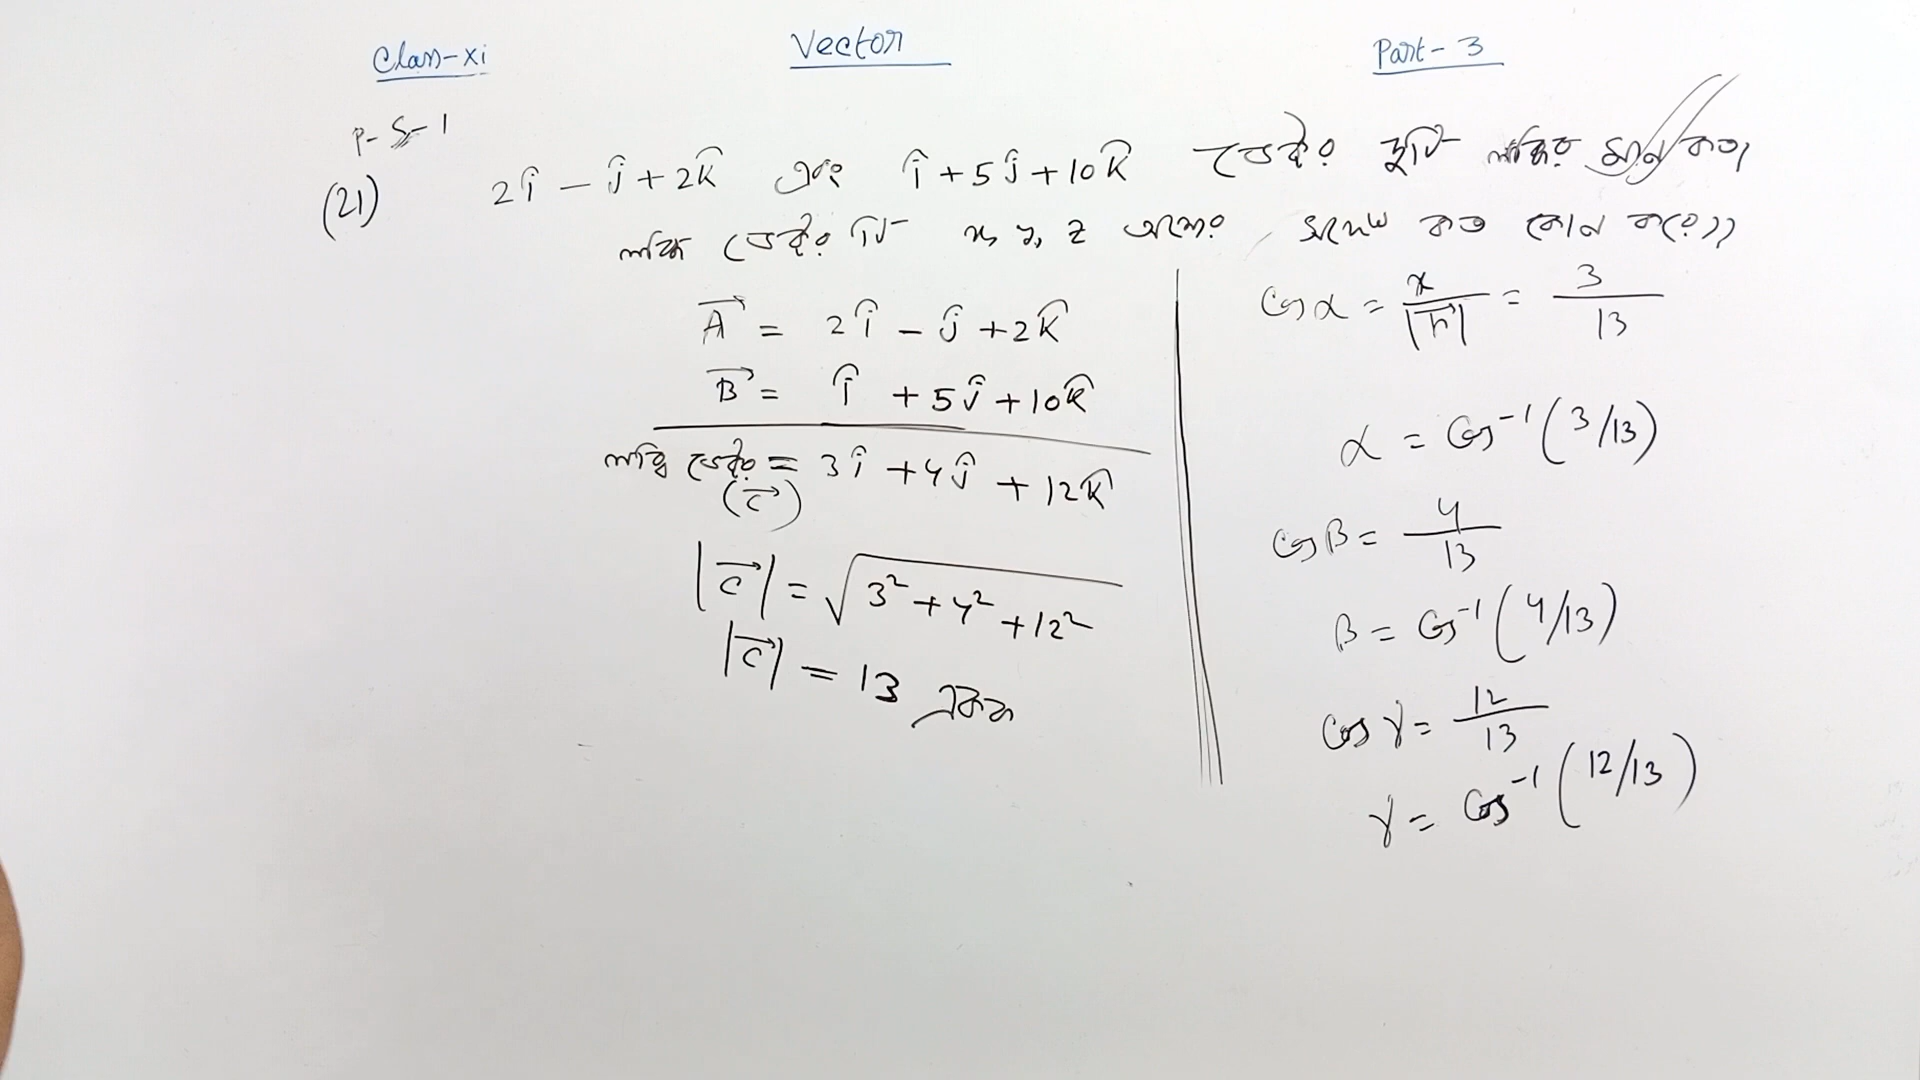 Class-xi
Vector
Part-3
P-S-1
(21) 2î – ĵ + 2k̂ এবং î + 5ĵ + 10k̂ ভেক্টর দুটি লব্ধির মান কত,
লব্ধি ভেক্টর টি x, y, z অক্ষের সাথে কত কোন করে??
A⃗ = 2î – ĵ + 2k̂
B⃗ = î + 5ĵ + 10k̂
লব্ধি ভেক্টর = 3î + 4ĵ + 12k̂
(c⃗)
|c⃗| = √3² + 4² + 12²
|c⃗| = 13 একক
Cos α = x/|r⃗| = 3/13
α = Cos⁻¹(3/13)
Cos β = 4/13
β = Cos⁻¹(4/13)
Cos γ = 12/13
γ = Cos⁻¹(12/13)